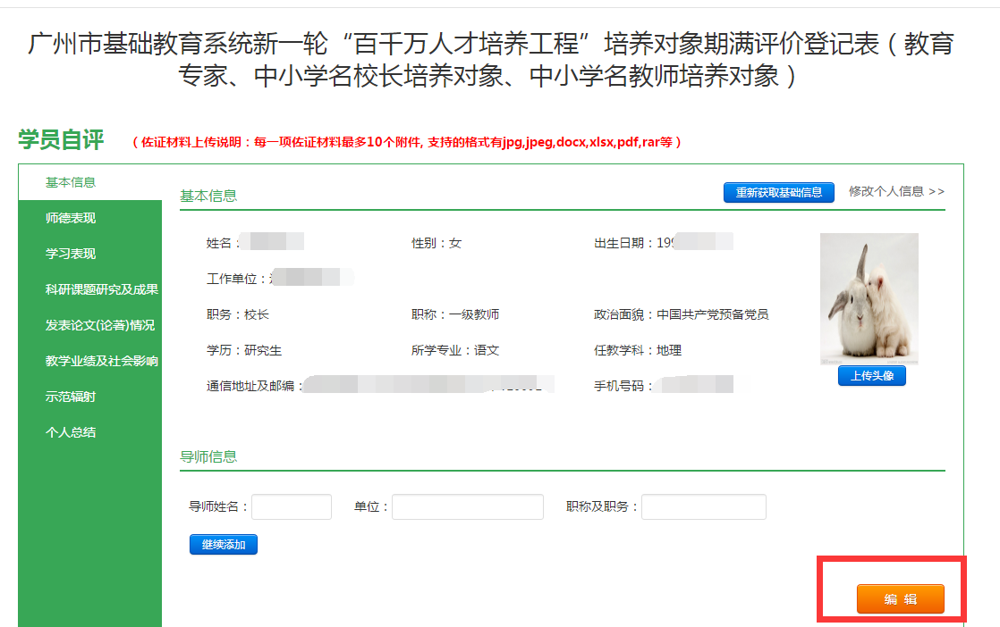 广州市基础教育系统新一轮“百千万人才培养工程”培养对象期满评价登记表（教育
专家、中小学名校长培养对象、中小学名教师培养对象）
学员自评 （佐证材料上传说明：每一项佐证材料最多10个附件, 支持的格式有jpg,jpeg,docx,xlsx,pdf,rar等）
基本信息
师德表现
学习表现
科研课题研究及成果
发表论文(论著)情况
教学业绩及社会影响
示范辐射
个人总结
基本信息 重新获取基础信息 修改个人信息 >>
姓名： 性别：女 出生日期：199
工作单位：
职务：校长 职称：一级教师 政治面貌：中国共产党预备党员
学历：研究生 所学专业：语文 任教学科：地理
通信地址及邮编： 手机号码：
上传头像
导师信息
导师姓名： 单位： 职称及职务：
继续添加
编 辑